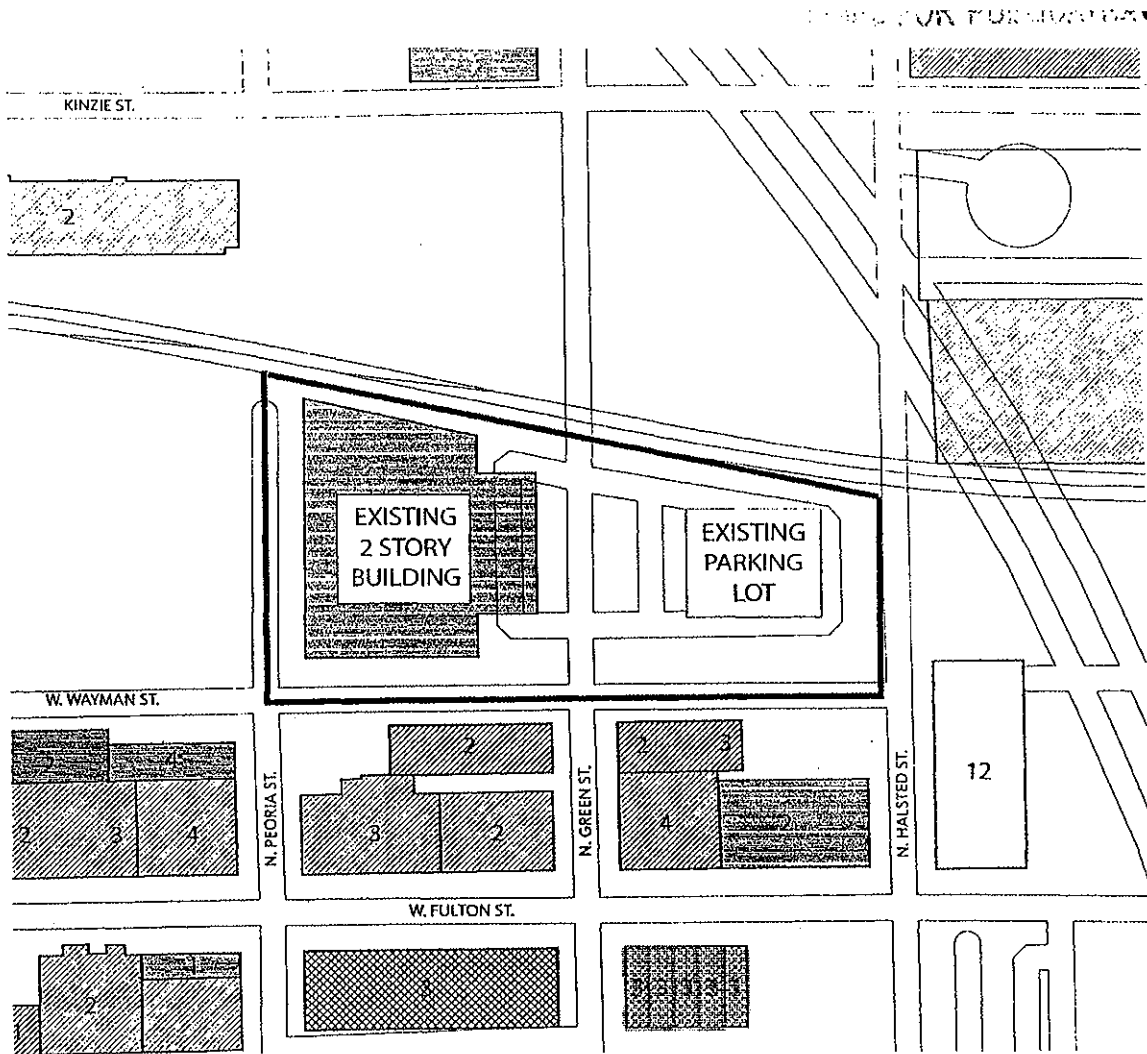 KINZIE ST.
2
EXISTING
2 STORY
BUILDING
EXISTING
PARKING
LOT
W. WAYMAN ST.
2
2
3
12
2
3
4
3
2
4
N. PEORIA ST.
N. GREEN ST.
N. HALSTED ST.
W. FULTON ST.
2
1